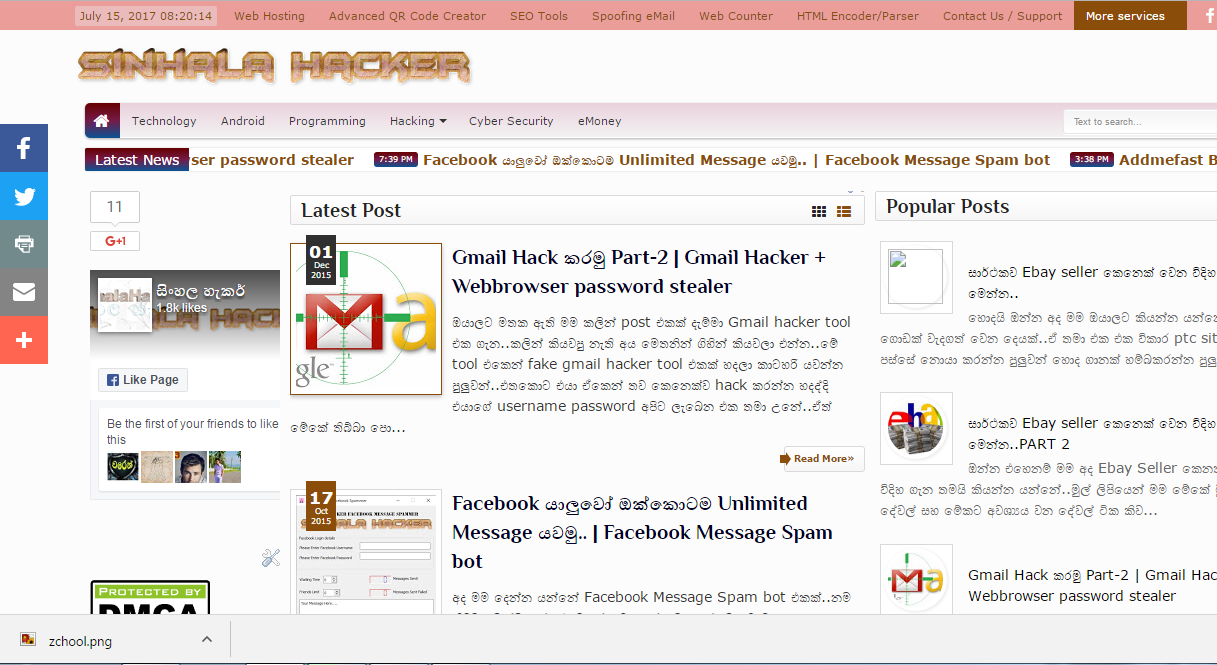 July 15, 2017 08:20:14 Web Hosting Advanced QR Code Creator SEO Tools Spoofing eMail Web Counter HTML Encoder/Parser Contact Us / Support More services
SINHALA HACKER
Technology Android Programming Hacking Cyber Security eMoney Text to search...
Latest News ser password stealer 7:39 PM Facebook යාලුවෝ ඔක්කොටම Unlimited Message යවමු.. | Facebook Message Spam bot 3:38 PM Addmefast B
11
G+1
සිංහල හැකර්
1.8k likes
Like Page
Be the first of your friends to like
this
PROTECTED BY
DMCA
Latest Post
01
Dec
2015
gle
Gmail Hack කරමු Part-2 | Gmail Hacker +
Webbrowser password stealer
ඔයාලට මතක ඇති මම කලින් post එකක් දැම්මා Gmail hacker tool
එක ගැන..කලින් කියවපු නැති අය මෙතනින් ගිහින් කියවලා එන්න..මේ
tool එකෙන් fake gmail hacker tool එකක් හදලා කාටහරි යවන්න
පුලුවන්..එතකොට එයා ඒකෙන් තව කෙනෙක්ව hack කරන්න හදද්දි
එයාගේ username password අපිට ලැබෙන එක තමා උනේ..ඒත්
මේකේ තිබ්බා පො...
Read More»
17
Oct
2015
Facebook Login details
Please Enter Facebook Username
Please Enter Facebook Password
Waiting Time
Messages Sent
Friends Limit
Messages Sent Failed
Your Message Here...
Facebook යාලුවෝ ඔක්කොටම Unlimited
Message යවමු.. | Facebook Message Spam
bot
අද මම දෙන්න යන්නේ Facebook Message Spam bot එකක්..නම
Popular Posts
සාර්ථකව Ebay seller කෙනෙක් වෙන විදිහ
මෙන්න..
හොඳයි ඔන්න අද මම ඔයාලට කියන්න යන්නෙ
ගොඩක් වැදගත් වෙන දෙයක්..ඒ තමා එක එක විකාර ptc sit
පස්සේ නොයා කරන්න පුලුවන් හොඳ ගානක් හම්බකරන්න පුලු
සාර්ථකව Ebay seller කෙනෙක් වෙන විදිහ
මෙන්න..PART 2
ඔන්න එහෙනම් මම අද Ebay Seller කෙන
විදිහ ගැන තමයි කියන්න යන්නේ..මුල් ලිපියෙන් මම මේකේ
දේවල් සහ මේකට අවශ්‍ය වන දේවල් ටික කිව...
Gmail Hack කරමු Part-2 | Gmail Hac
Webbrowser password stealer
zchool.png